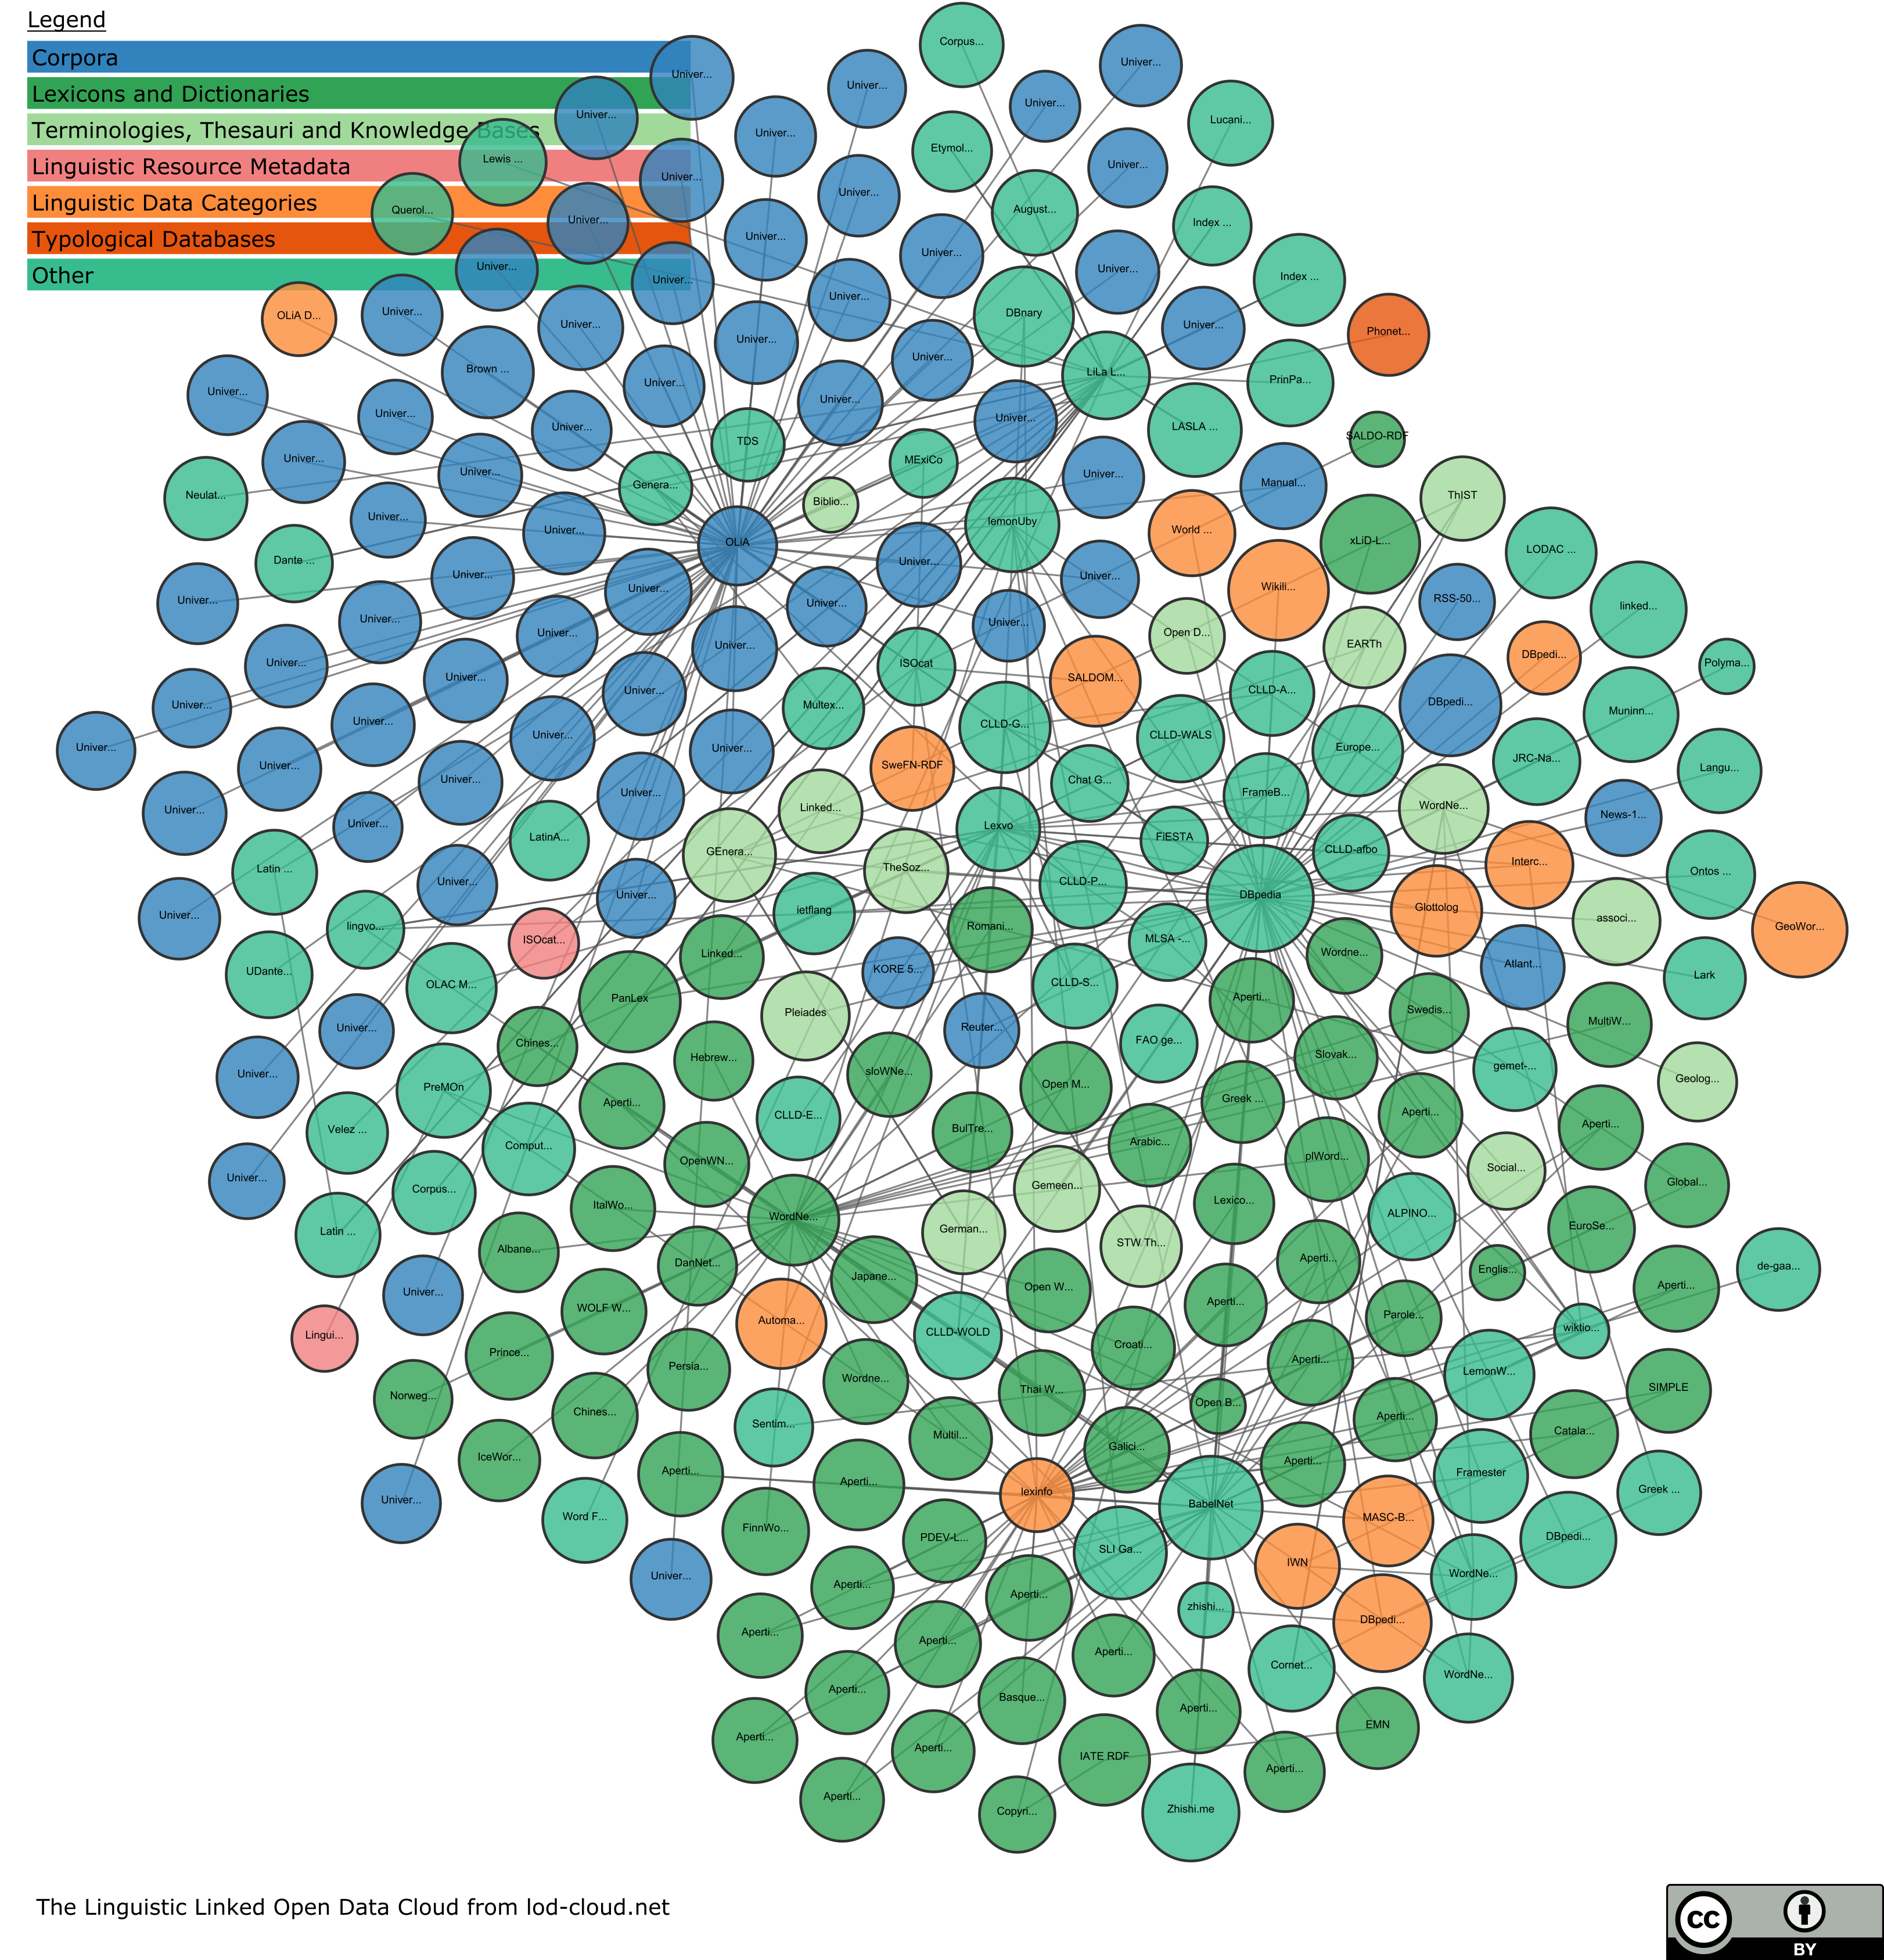 Legend
Corpora
Lexicons and Dictionaries
Terminologies, Thesauri and Knowledge Bases
Linguistic Resource Metadata
Linguistic Data Categories
Typological Databases
Other
Corpus...
Univer...
Univer...
Univer...
Univer...
Univer...
Lucani...
Univer...
Etymol...
Lewis ...
Univer...
Univer...
Univer...
Querol...
August...
Univer...
Index ...
Univer...
Univer...
Univer...
Univer...
Index ...
Univer...
Univer...
OLiA D...
Univer...
DBnary
Univer...
Univer...
Phonet...
Univer...
Univer...
Brown ...
LiLa L...
PrinPa...
Univer...
Univer...
Univer...
Univer...
Univer...
Univer...
LASLA ...
SALDO-RDF
TDS
Univer...
MExiCo
Univer...
Univer...
Manual...
Genera...
Neulat...
ThIST
Biblio...
Univer...
lemonUby
Univer...
World ...
OLiA
xLiD-L...
LODAC ...
Dante ...
Univer...
Univer...
Univer...
Wikili...
Univer...
Univer...
Univer...
RSS-50...
linked...
Univer...
Univer...
Univer...
Open D...
EARTh
Univer...
DBpedi...
Univer...
ISOcat
Polyma...
Univer...
SALDOM...
Univer...
CLLD-A...
DBpedi...
Univer...
Multex...
Muninn...
Univer...
CLLD-G...
CLLD-WALS
Europe...
Univer...
Univer...
Univer...
JRC-Na...
SweFN-RDF
Univer...
Langu...
Univer...
Chat G...
FrameB...
Univer...
Linked...
WordNe...
Univer...
News-1...
Univer...
Lexvo
LatinA...
FiESTA
CLLD-afbo
GEnera...
Interc...
Latin ...
TheSoz...
Ontos ...
Univer...
CLLD-P...
DBpedia
Univer...
ietflang
Glottolog
Univer...
associ...
lingvo...
Romani...
GeoWor...
ISOcat...
MLSA -...
Linked...
Wordne...
Atlant...
UDante...
KORE 5...
Lark
OLAC M...
CLLD-S...
PanLex
Aperti...
Pleiades
Swedis...
MultiW...
Univer...
Reuter...
Chines...
FAO ge...
Slovak...
Hebrew...
gemet-...
Univer...
sloWNe...
Geolog...
PreMOn
Open M...
Greek ...
Aperti...
Aperti...
CLLD-E...
Aperti...
Velez ...
BulTre...
Arabic...
Comput...
plWord...
OpenWN...
Social...
Univer...
Global...
Corpus...
Gemeen...
Lexico...
ItalWo...
ALPINO...
WordNe...
EuroSe...
Latin ...
German...
STW Th...
Albane...
Aperti...
DanNet...
Englis...
de-gaa...
Japane...
Open W...
Aperti...
Univer...
Aperti...
WOLF W...
Parole...
Automa...
CLLD-WOLD
wiktio...
Lingui...
Croati...
Prince...
Aperti...
Persia...
LemonW...
Wordne...
Thai W...
SIMPLE
Norweg...
Open B...
Chines...
Aperti...
Sentim...
Catala...
Multil...
Galici...
IceWor...
Aperti...
Aperti...
Framester
Aperti...
lexinfo
Greek ...
Univer...
BabelNet
Word F...
MASC-B...
FinnWo...
PDEV-L...
DBpedi...
SLI Ga...
IWN
Univer...
WordNe...
Aperti...
Aperti...
zhishi...
DBpedi...
Aperti...
Aperti...
Aperti...
Cornet...
WordNe...
Aperti...
Basque...
Aperti...
EMN
Aperti...
Aperti...
IATE RDF
Aperti...
Aperti...
Copyri...
Zhishi.me
The Linguistic Linked Open Data Cloud from lod-cloud.net
cc
BY